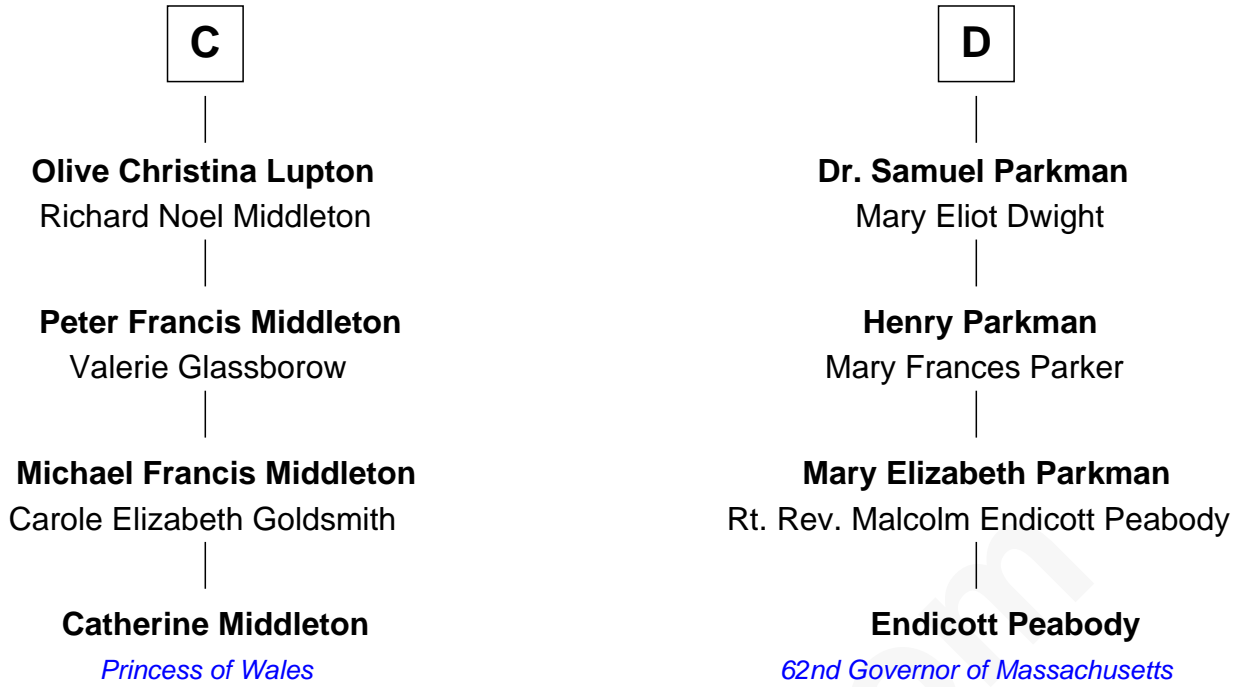 C
Olive Christina Lupton
Richard Noel Middleton
Peter Francis Middleton
Valerie Glassborow
Michael Francis Middleton
Carole Elizabeth Goldsmith
Catherine Middleton
Princess of Wales
D
Dr. Samuel Parkman
Mary Eliot Dwight
Henry Parkman
Mary Frances Parker
Mary Elizabeth Parkman
Rt. Rev. Malcolm Endicott Peabody
Endicott Peabody
62nd Governor of Massachusetts